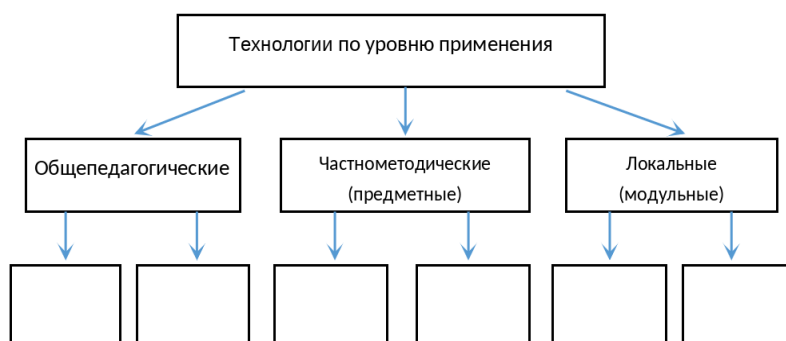 Технологии по уровню применения
Общепедагогические
Частнометодические
(предметные)
Локальные
(модульные)